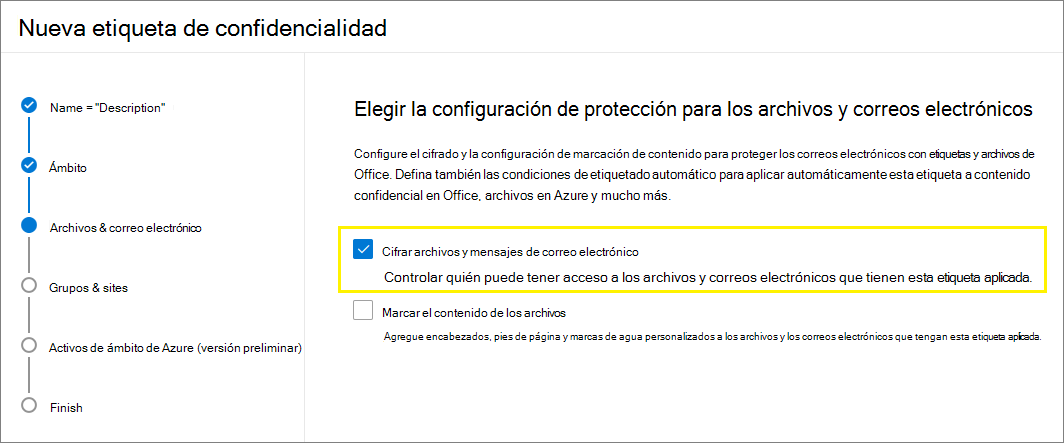 Nueva etiqueta de confidencialidad
Name = "Description"
Ámbito
Archivos & correo electrónico
Grupos & sites
Activos de ámbito de Azure (versión preliminar)
Finish
Elegir la configuración de protección para los archivos y correos electrónicos
Configure el cifrado y la configuración de marcación de contenido para proteger los correos electrónicos con etiquetas y archivos de
Office. Defina también las condiciones de etiquetado automático para aplicar automáticamente esta etiqueta a contenido
confidencial en Office, archivos en Azure y mucho más.
Cifrar archivos y mensajes de correo electrónico
Controlar quién puede tener acceso a los archivos y correos electrónicos que tienen esta etiqueta aplicada.
Marcar el contenido de los archivos
Agregue encabezados, pies de página y marcas de agua personalizados a los archivos y los correos electrónicos que tengan esta etiqueta aplicada.